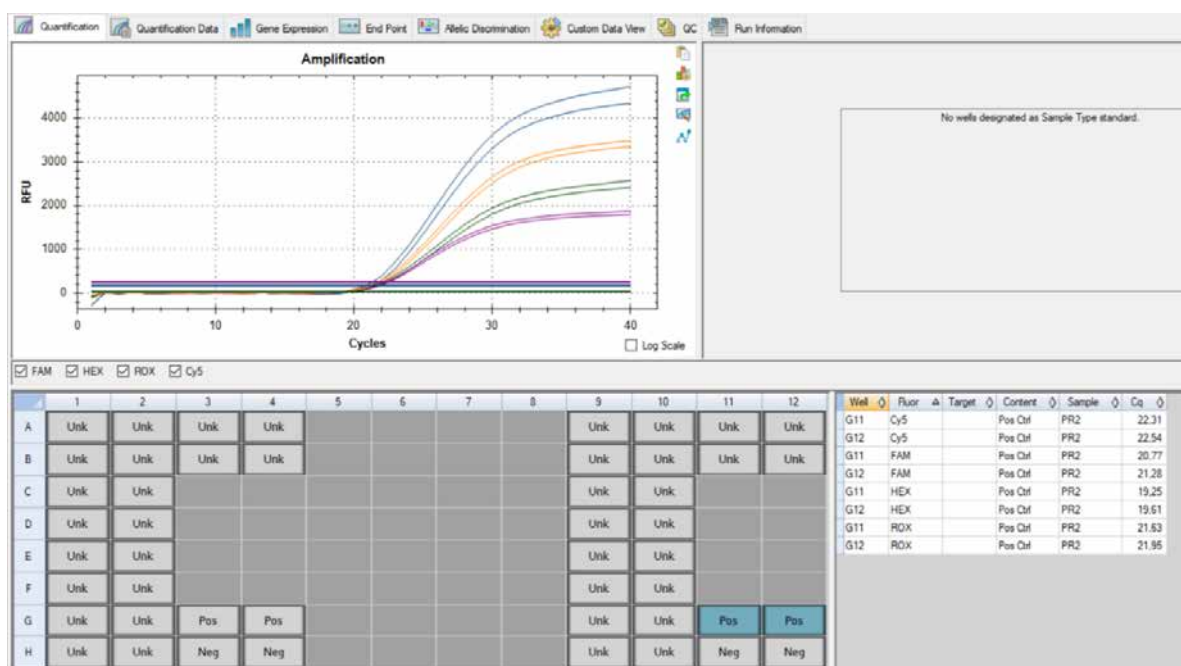 Quantification Quantification Data Gene Expression End Point Allelic Discrimination Custom Data View QC Run Information
Amplification
4000
3000
2000
1000
0
RFU
0 10 20 30 40
Cycles
Log Scale
No wells designated as Sample Type standard.
FAM HEX ROX Cy5
1 2 3 4 5 6 7 8 9 10 11 12
A Unk Unk Unk Unk Unk Unk Unk Unk
B Unk Unk Unk Unk Unk Unk Unk Unk
C Unk Unk Unk Unk
D Unk Unk Unk Unk
E Unk Unk Unk Unk
F Unk Unk Unk Unk
G Unk Unk Pos Pos Unk Unk Pos Pos
H Unk Unk Neg Neg Unk Unk Neg Neg
Well Fluor Target Content Sample Cq
G11 Cy5 Pos Ctrl PR2 22.31
G12 Cy5 Pos Ctrl PR2 22.54
G11 FAM Pos Ctrl PR2 20.77
G12 FAM Pos Ctrl PR2 21.28
G11 HEX Pos Ctrl PR2 19.25
G12 HEX Pos Ctrl PR2 19.61
G11 ROX Pos Ctrl PR2 21.63
G12 ROX Pos Ctrl PR2 21.95